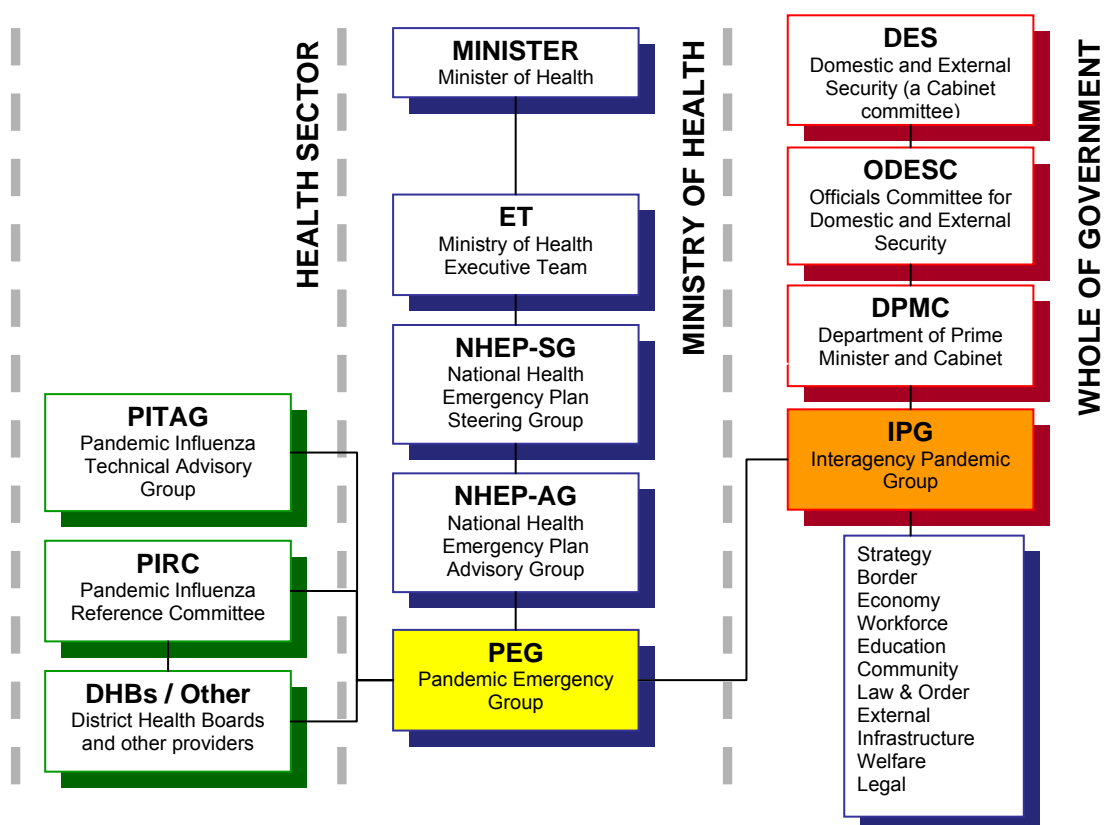 HEALTH SECTOR
PITAG
Pandemic Influenza
Technical Advisory
Group
PIRC
Pandemic Influenza
Reference Committee
DHBs / Other
District Health Boards
and other providers
MINISTRY OF HEALTH
MINISTER
Minister of Health
ET
Ministry of Health
Executive Team
NHEP-SG
National Health
Emergency Plan
Steering Group
NHEP-AG
National Health
Emergency Plan
Advisory Group
PEG
Pandemic Emergency
Group
WHOLE OF GOVERNMENT
DES
Domestic and External
Security (a Cabinet
committee)
ODESC
Officials Committee for
Domestic and External
Security
DPMC
Department of Prime
Minister and Cabinet
IPG
Interagency Pandemic
Group
Strategy
Border
Economy
Workforce
Education
Community
Law & Order
External
Infrastructure
Welfare
Legal